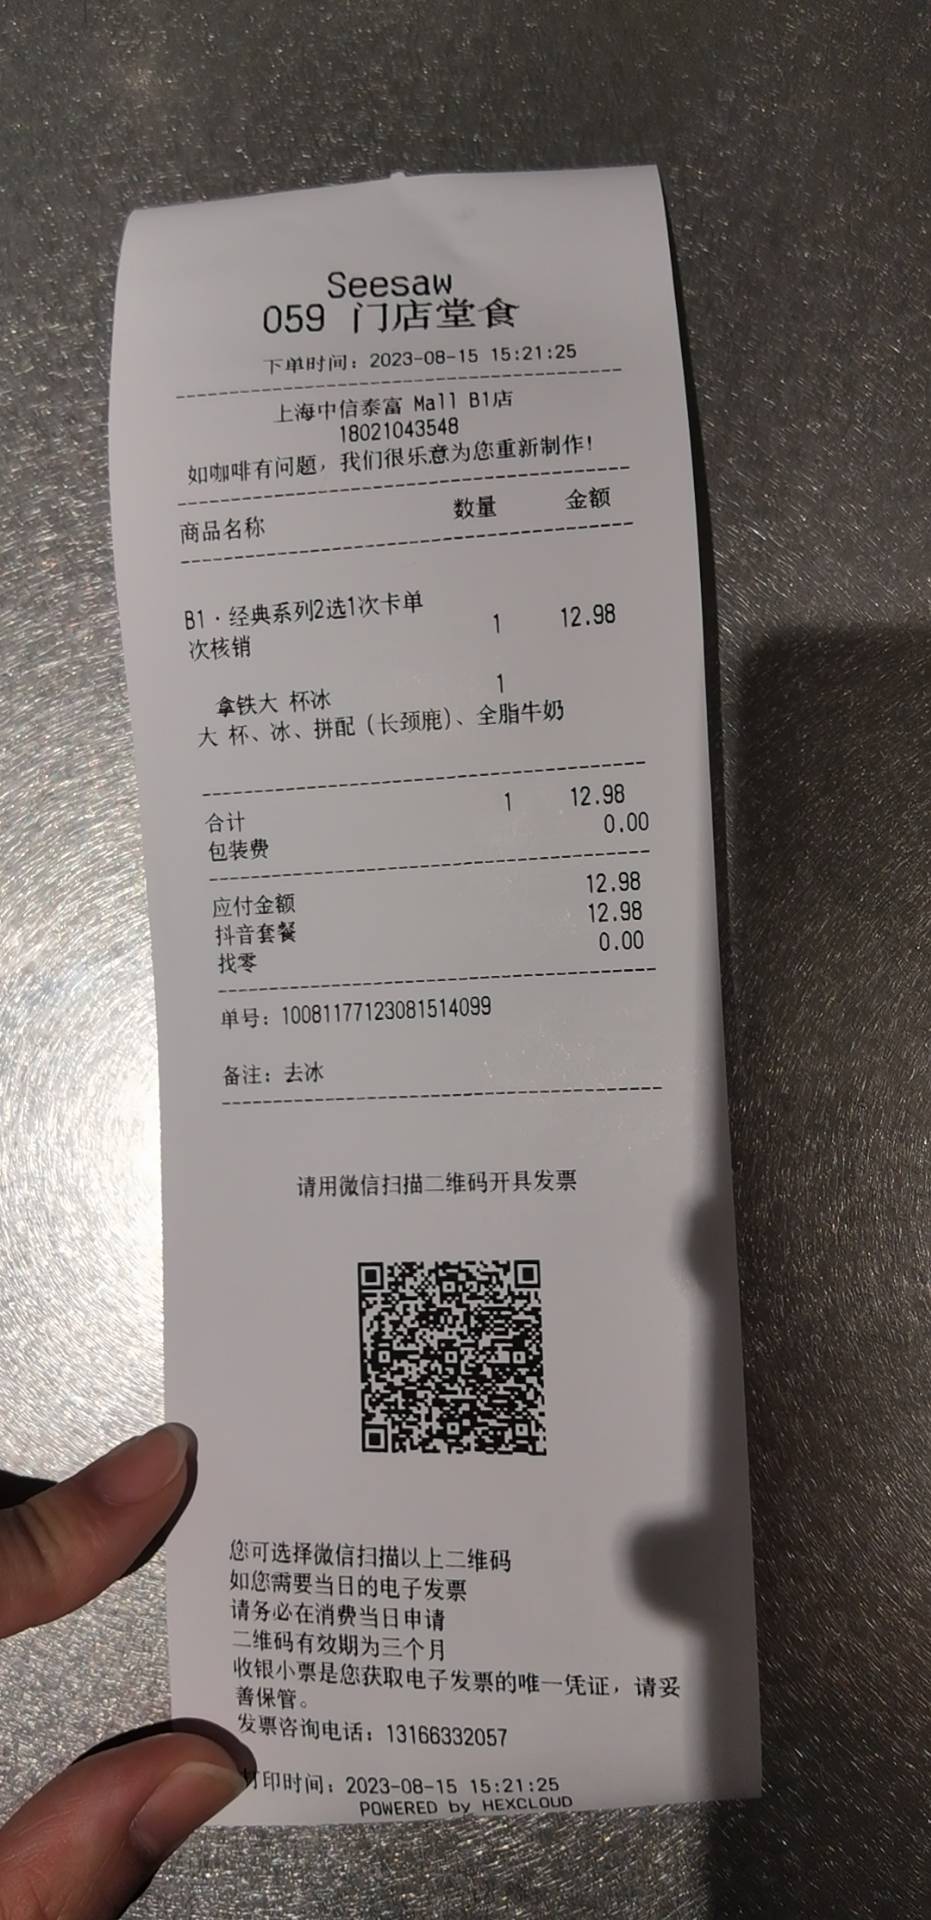 Seesaw
059 门店堂食
下单时间：2023-08-15 15:21:25
上海中信泰富 Mall B1店
18021043548
如咖啡有问题，我们很乐意为您重新制作！
商品名称 数量 金额
B1·经典系列2选1次卡单
次核销 1 12.98
拿铁大 杯冰 1
大 杯、冰、拼配（长颈鹿）、全脂牛奶
合计 1 12.98
包装费 0.00
应付金额 12.98
抖音套餐 12.98
找零 0.00
单号：10081177123081514099
备注：去冰
请用微信扫描二维码开具发票
您可选择微信扫描以上二维码
如您需要当日的电子发票
请务必在消费当日申请
二维码有效期为三个月
收银小票是您获取电子发票的唯一凭证，请妥
善保管。
发票咨询电话：13166332057
打印时间：2023-08-15 15:21:25
POWERED by HEXCLOUD